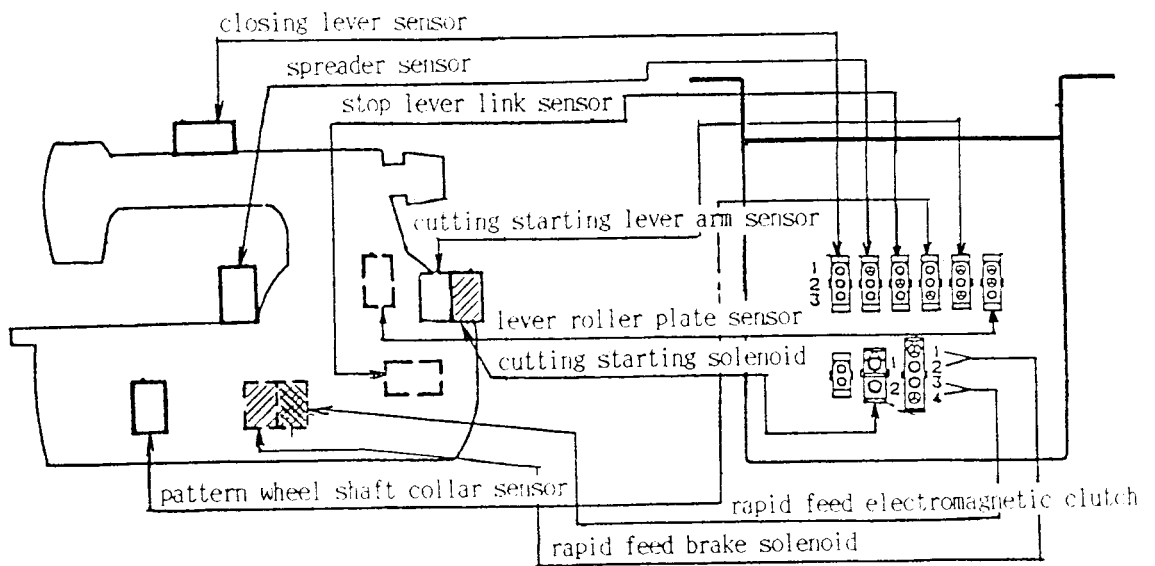 closing lever sensor
spreader sensor
stop lever link sensor
cutting starting lever arm sensor
1
2
3
lever roller plate sensor
cutting starting solenoid
1
2
1
2
3
4
pattern wheel shaft collar sensor
rapid feed electromagnetic clutch
rapid feed brake solenoid